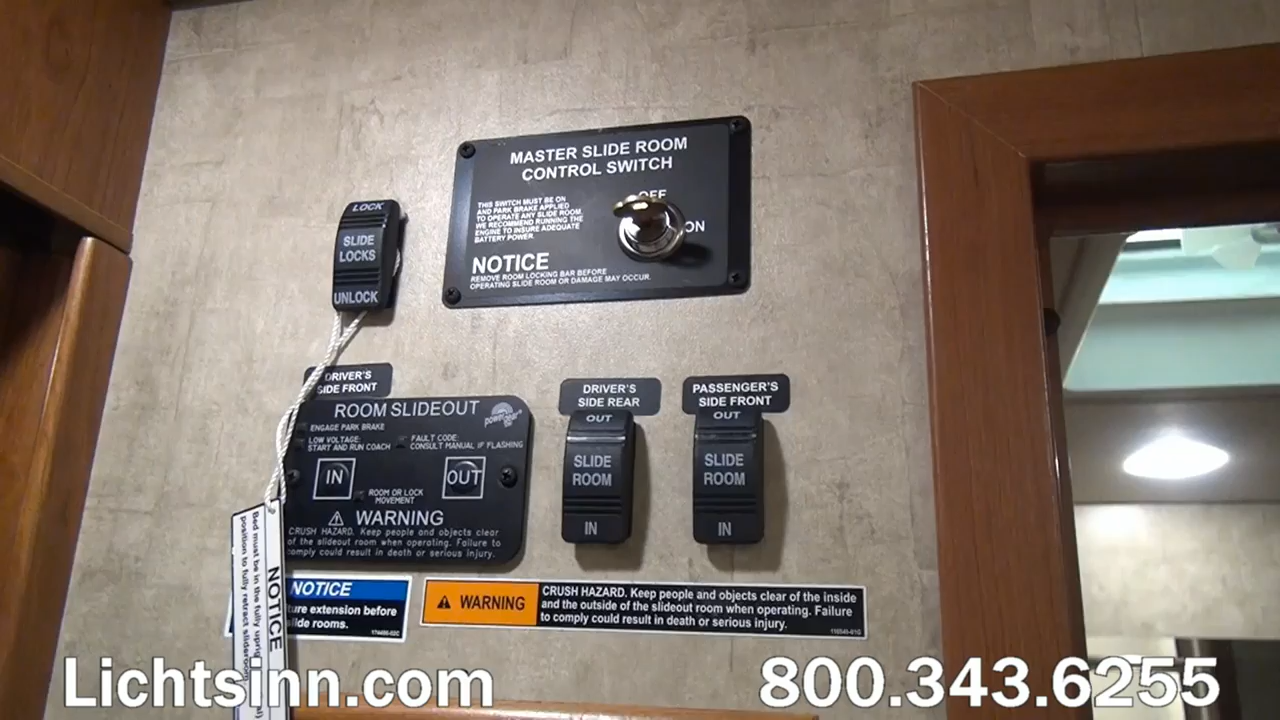 MASTER SLIDE ROOM
CONTROL SWITCH
THIS SWITCH MUST BE ON
AND PARK BRAKE APPLIED
TO OPERATE ANY SLIDE ROOM.
WE RECOMMEND RUNNING THE
ENGINE TO INSURE ADEQUATE
BATTERY POWER.
OFF
ON
NOTICE
REMOVE ROOM LOCKING BAR BEFORE
OPERATING SLIDE ROOM OR DAMAGE MAY OCCUR.
LOCK
SLIDE
LOCKS
UNLOCK
DRIVER'S
SIDE FRONT
ROOM SLIDEOUT
powergear
ENGAGE PARK BRAKE
LOW VOLTAGE:
START AND RUN COACH
FAULT CODE:
CONSULT MANUAL IF FLASHING
IN
OUT
ROOM OR LOCK
MOVEMENT
WARNING
CRUSH HAZARD. Keep people and objects clear
of the slideout room when operating. Failure to
comply could result in death or serious injury.
DRIVER'S
SIDE REAR
OUT
SLIDE
ROOM
IN
PASSENGER'S
SIDE FRONT
OUT
SLIDE
ROOM
IN
NOTICE
Bed must be in the fully
position to fully retract
NOTICE
extension before
rooms.
WARNING
CRUSH HAZARD. Keep people and objects clear of the inside
and the outside of the slideout room when operating. Failure
to comply could result in death or serious injury.
Lichtsinn.com
800.343.6255